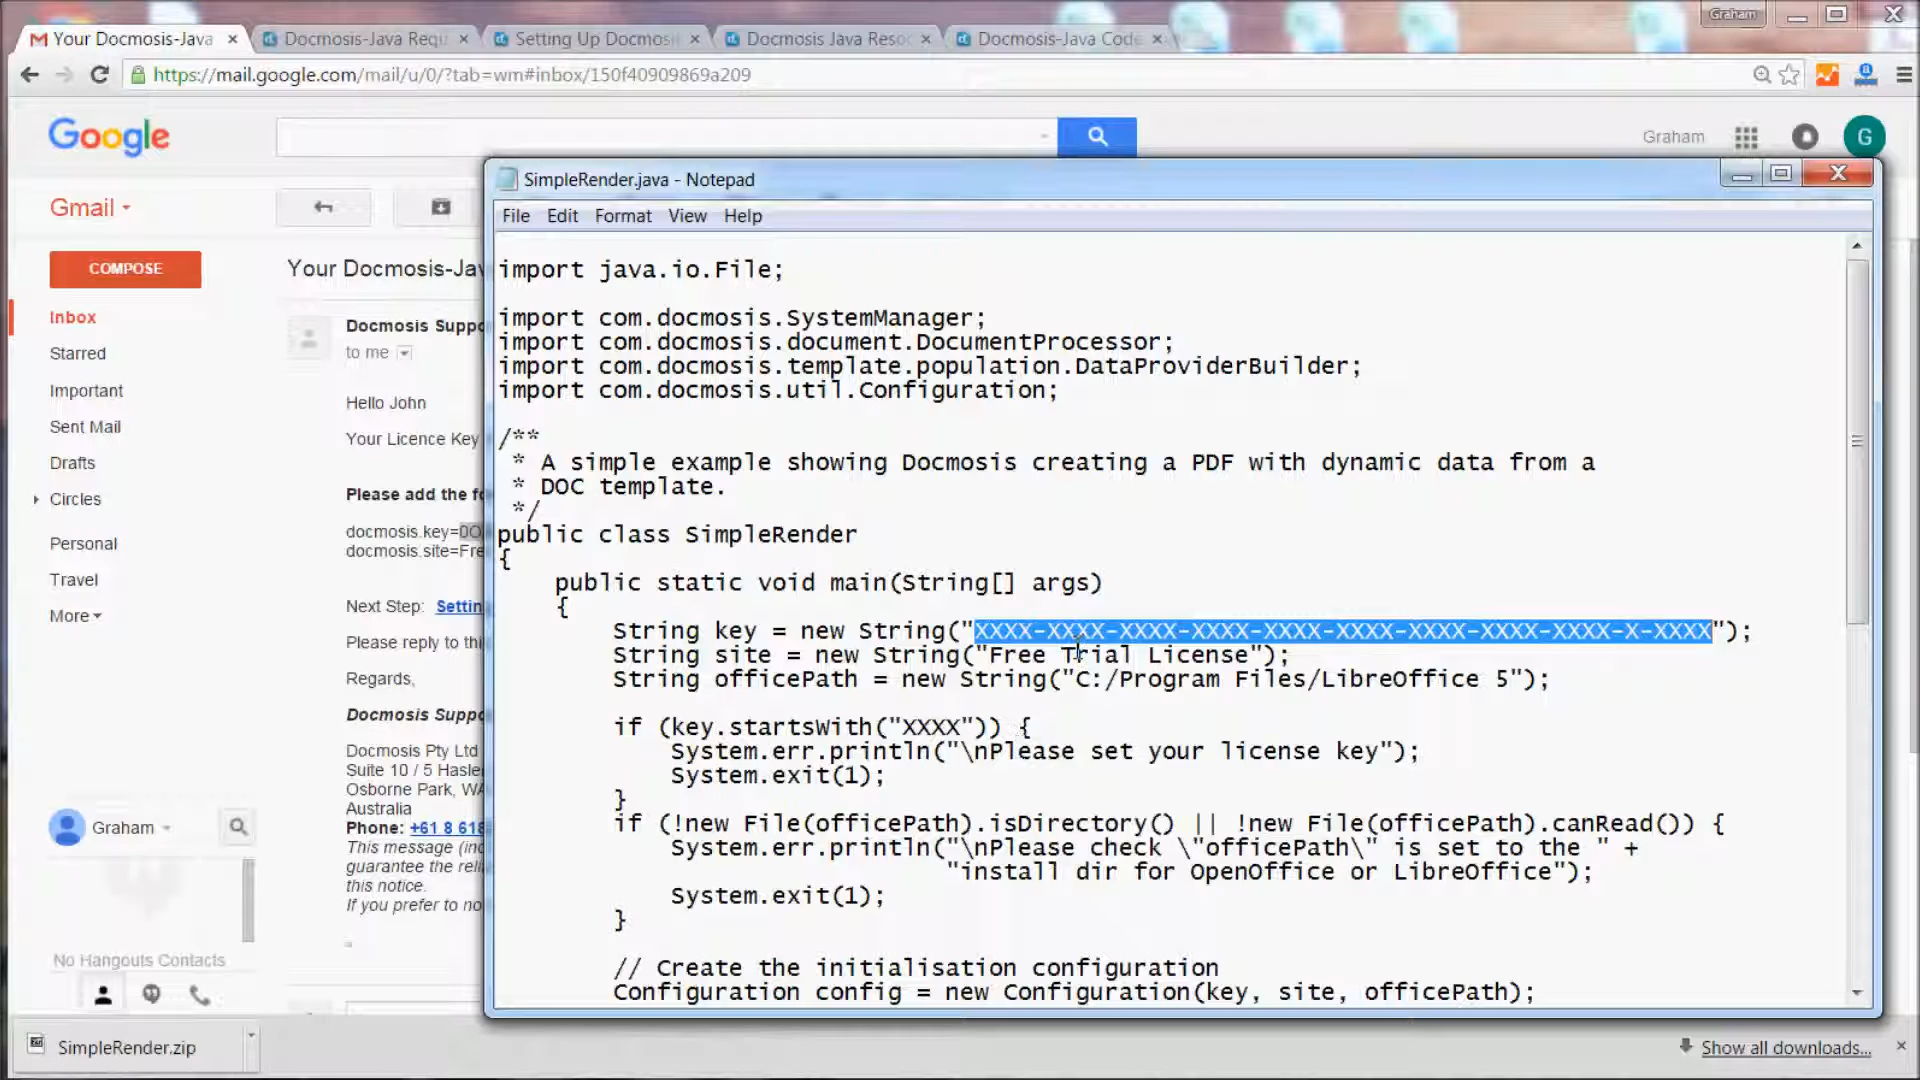 Graham
Your Docmosis-Java
Docmosis-Java Requ
Setting Up Docmosi
Docmosis Java Reso
Docmosis-Java Code
https://mail.google.com/mail/u/0/?tab=wm#inbox/150f40909869a209
Google
Graham
G
Gmail
COMPOSE
Inbox
Starred
Important
Sent Mail
Drafts
Circles
Personal
Travel
More
Graham
No Hangouts Contacts
Your Docmosis-Jav
Docmosis Suppo
to me
Hello John
Your Licence Key
Please add the fo
docmosis.key=0O
docmosis.site=Fre
Next Step: Settin
Please reply to this
Regards,
Docmosis Suppo
Docmosis Pty Ltd
Suite 10 / 5 Hasler
Osborne Park, WA
Australia
Phone: +61 8 618
This message (inc
guarantee the reli
this notice.
If you prefer to no
SimpleRender.java - Notepad
File Edit Format View Help
import java.io.File;
import com.docmosis.SystemManager;
import com.docmosis.document.DocumentProcessor;
import com.docmosis.template.population.DataProviderBuilder;
import com.docmosis.util.Configuration;
/**
* A simple example showing Docmosis creating a PDF with dynamic data from a
* DOC template.
*/
public class SimpleRender
{
public static void main(String[] args)
{
String key = new String("XXXX-XXXX-XXXX-XXXX-XXXX-XXXX-XXXX-XXXX-XXXX-X-XXXX");
String site = new String("Free Trial License");
String officePath = new String("C:/Program Files/LibreOffice 5");
if (key.startsWith("XXXX")) {
System.err.println("\nPlease set your license key");
System.exit(1);
}
if (!new File(officePath).isDirectory() || !new File(officePath).canRead()) {
System.err.println("\nPlease check \"officePath\" is set to the " +
"install dir for OpenOffice or LibreOffice");
System.exit(1);
}
// Create the initialisation configuration
Configuration config = new Configuration(key, site, officePath);
SimpleRender.zip
Show all downloads...